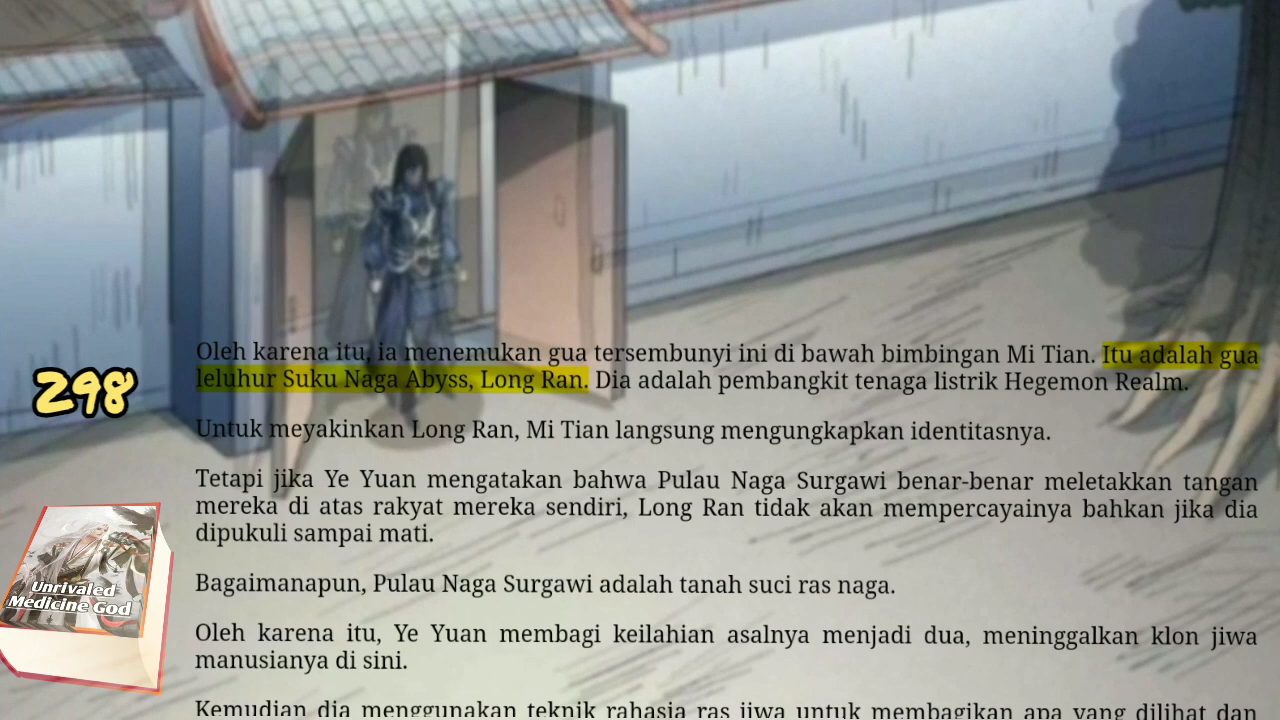 Oleh karena itu, ia menemukan gua tersembunyi ini di bawah bimbingan Mi Tian. Itu adalah gua
leluhur Suku Naga Abyss, Long Ran. Dia adalah pembangkit tenaga listrik Hegemon Realm.
298
Untuk meyakinkan Long Ran, Mi Tian langsung mengungkapkan identitasnya.
Tetapi jika Ye Yuan mengatakan bahwa Pulau Naga Surgawi benar-benar meletakkan tangan
mereka di atas rakyat mereka sendiri, Long Ran tidak akan mempercayainya bahkan jika dia
dipukuli sampai mati.
Bagaimanapun, Pulau Naga Surgawi adalah tanah suci ras naga.
Unrivaled
Medicine God
Oleh karena itu, Ye Yuan membagi keilahian asalnya menjadi dua, meninggalkan klon jiwa
manusianya di sini.
Kemudian dia menggunakan teknik rahasia ras jiwa untuk membagikan apa yang dilihat dan